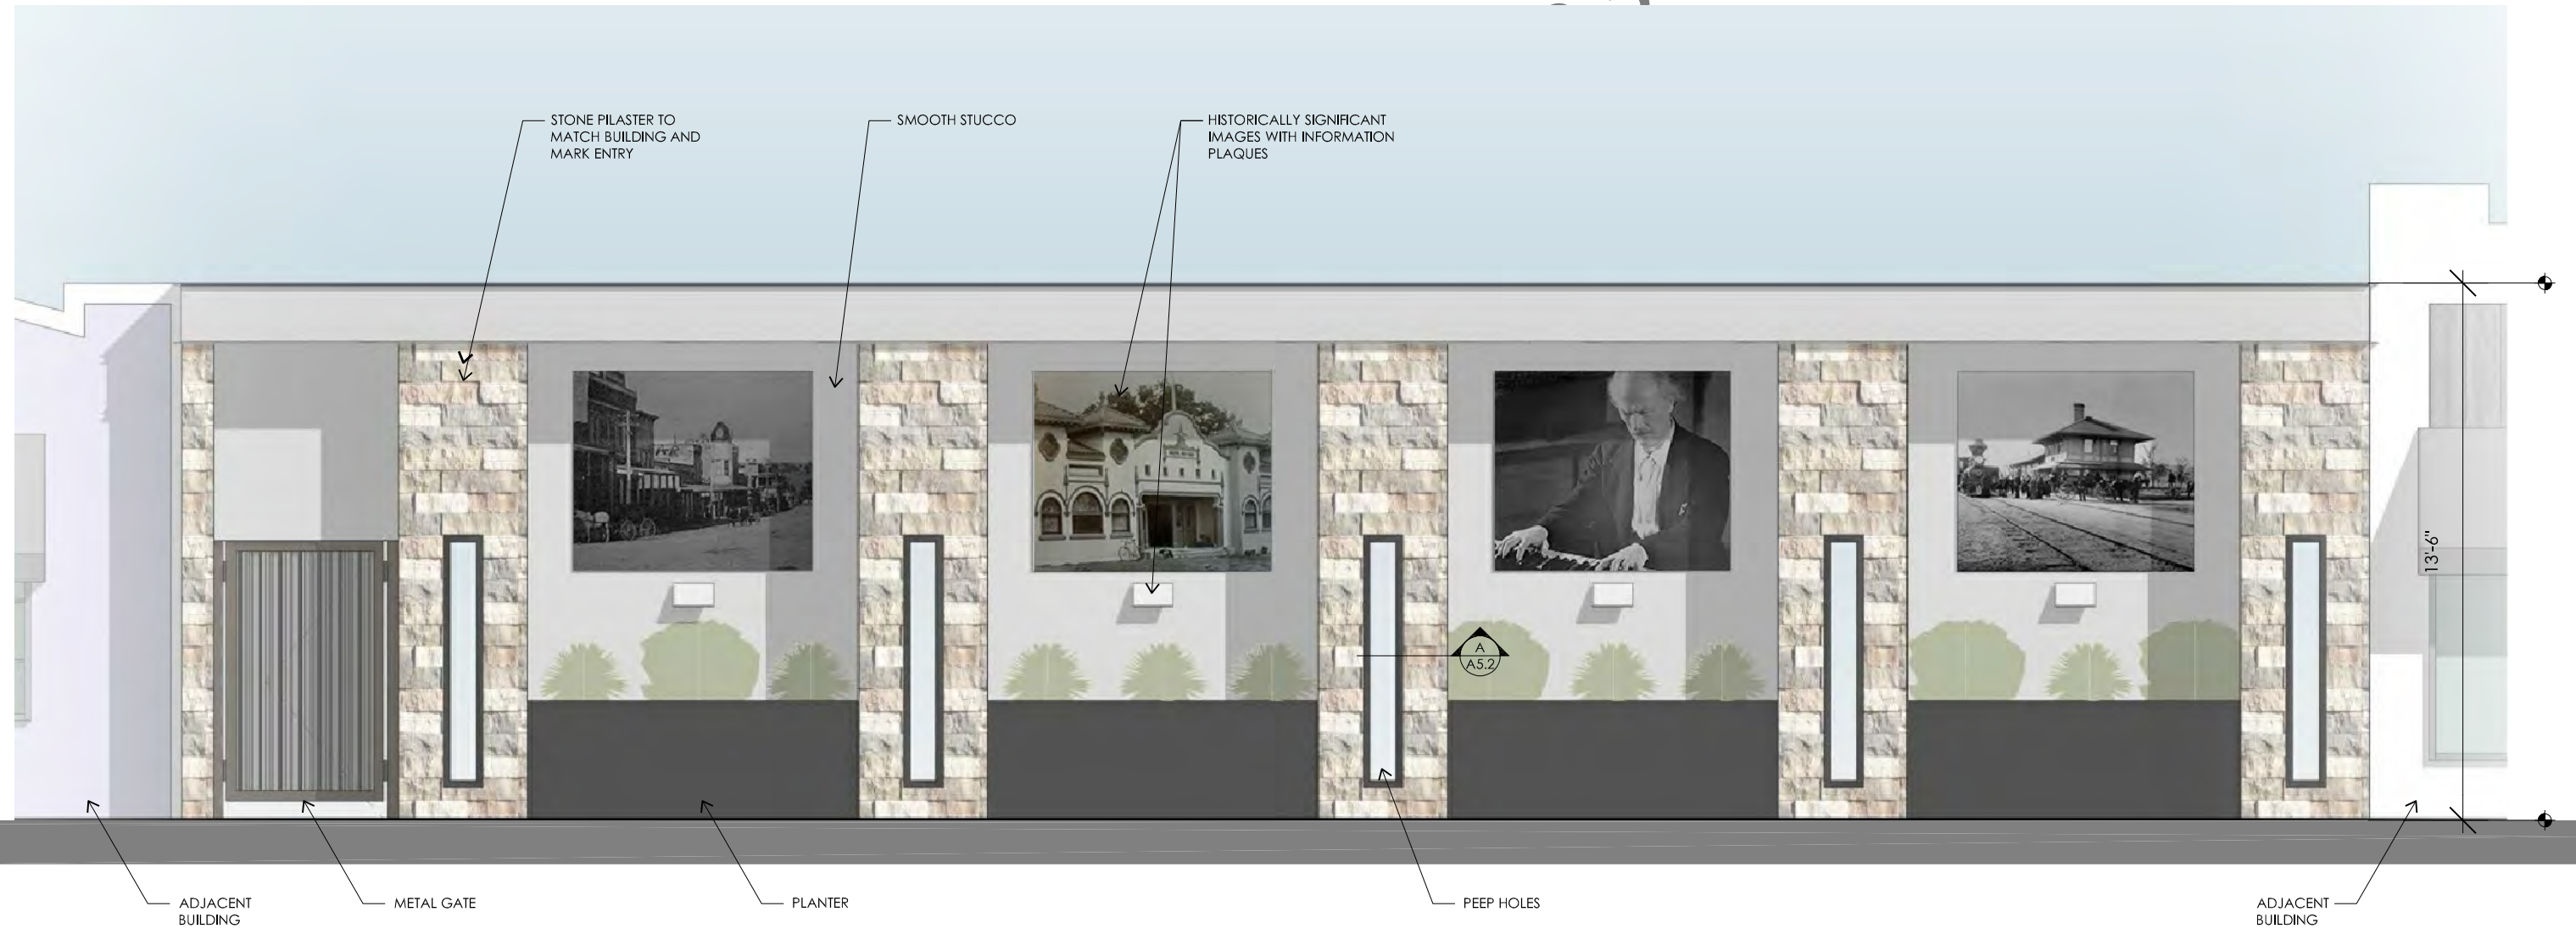 STONE PILASTER TO
MATCH BUILDING AND
MARK ENTRY
SMOOTH STUCCO
HISTORICALLY SIGNIFICANT
IMAGES WITH INFORMATION
PLAQUES
13'-6"
A
A5.2
ADJACENT
BUILDING
METAL GATE
PLANTER
PEEP HOLES
ADJACENT
BUILDING